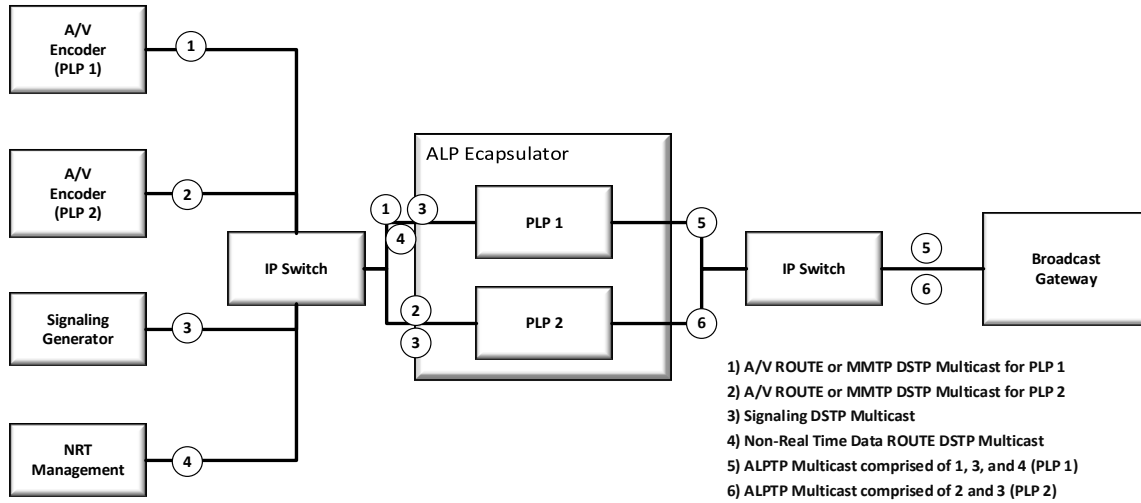 A/V
Encoder
(PLP 1)
1
A/V
Encoder
(PLP 2)
2
Signaling
Generator
3
NRT
Management
4
IP Switch
ALP Ecapsulator
1
3
4
PLP 1
2
3
PLP 2
5
6
IP Switch
5
6
Broadcast
Gateway
1) A/V ROUTE or MMTP DSTP Multicast for PLP 1
2) A/V ROUTE or MMTP DSTP Multicast for PLP 2
3) Signaling DSTP Multicast
4) Non-Real Time Data ROUTE DSTP Multicast
5) ALPTP Multicast comprised of 1, 3, and 4 (PLP 1)
6) ALPTP Multicast comprised of 2 and 3 (PLP 2)